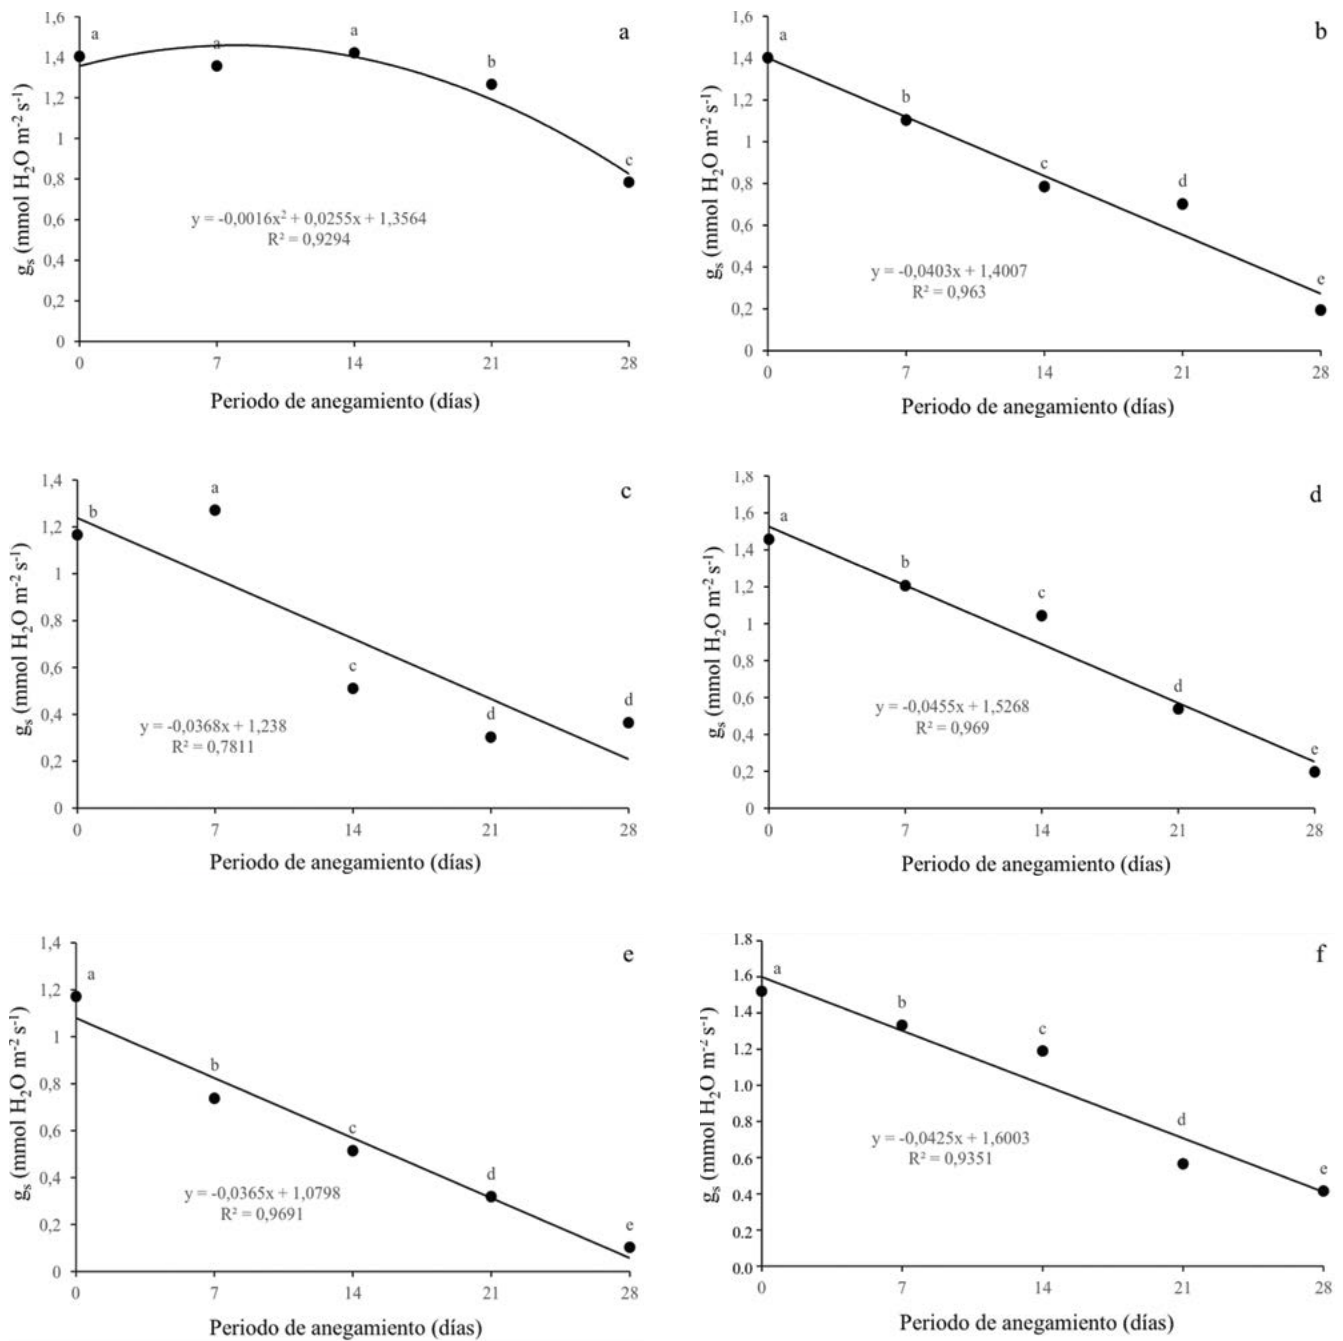 a
1,6
1,4
1,2
1
0,8
0,6
0,4
0,2
0
gs (mmol H2O m-2 s-1)
a
a
a
b
c
y = -0,0016x2 + 0,0255x + 1,3564
R2 = 0,9294
0 7 14 21 28
Periodo de anegamiento (días)
b
1,6
1,4
1,2
1
0,8
0,6
0,4
0,2
0
gs (mmol H2O m-2 s-1)
a
b
c
d
e
y = -0,0403x + 1,4007
R2 = 0,963
0 7 14 21 28
Periodo de anegamiento (días)
c
1,4
1,2
1
0,8
0,6
0,4
0,2
0
gs (mmol H2O m-2 s-1)
b
a
c
d
d
y = -0,0368x + 1,238
R2 = 0,7811
0 7 14 21 28
Periodo de anegamiento (días)
d
1,8
1,6
1,4
1,2
1
0,8
0,6
0,4
0,2
0
gs (mmol H2O m-2 s-1)
a
b
c
d
e
y = -0,0455x + 1,5268
R2 = 0,969
0 7 14 21 28
Periodo de anegamiento (días)
e
1,4
1,2
1
0,8
0,6
0,4
0,2
0
gs (mmol H2O m-2 s-1)
a
b
c
d
e
y = -0,0365x + 1,0798
R2 = 0,9691
0 7 14 21 28
Periodo de anegamiento (días)
f
1.8
1.6
1.4
1.2
1.0
0.8
0.6
0.4
0.2
0.0
gs (mmol H2O m-2 s-1)
a
b
c
d
e
y = -0,0425x + 1,6003
R2 = 0,9351
0 7 14 21 28
Periodo de anegamiento (días)